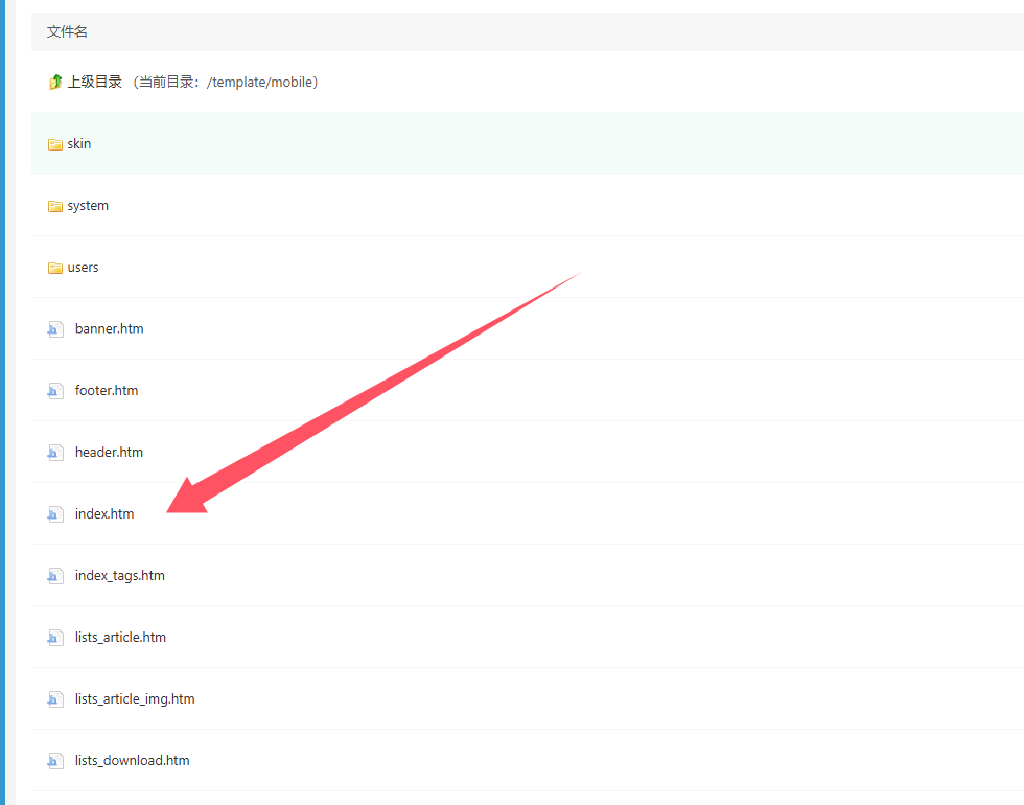 文件名
上级目录 （当前目录：/template/mobile）
skin
system
users
banner.htm
footer.htm
header.htm
index.htm
index_tags.htm
lists_article.htm
lists_article_img.htm
lists_download.htm